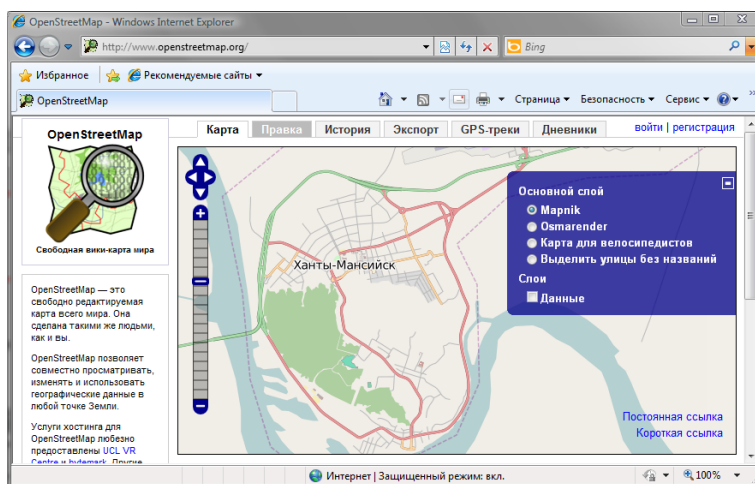 OpenStreetMap - Windows Internet Explorer
http://www.openstreetmap.org/
Bing
Избранное
Рекомендуемые сайты
OpenStreetMap
Страница
Безопасность
Сервис
OpenStreetMap
Свободная вики-карта мира
Карта
Правка
История
Экспорт
GPS-треки
Дневники
войти | регистрация
Основной слой
Mapnik
Osmarender
Карта для велосипедистов
Выделить улицы без названий
Слои
Данные
Ханты-Мансийск
OpenStreetMap — это
свободно редактируемая
карта всего мира. Она
сделана такими же людьми,
как и вы.
OpenStreetMap позволяет
совместно просматривать,
изменять и использовать
географические данные в
любой точке Земли.
Услуги хостинга для
OpenStreetMap любезно
предоставлены UCL VR
Centre и bytemark. Другие
Постоянная ссылка
Короткая ссылка
Интернет | Защищенный режим: вкл.
100%